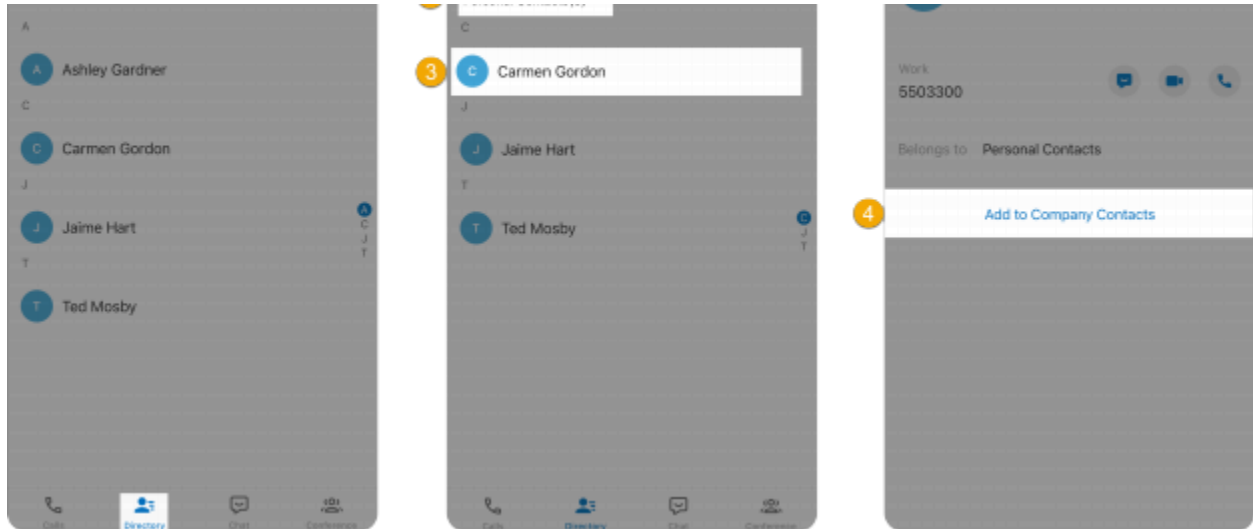 A
A Ashley Gardner
C
C Carmen Gordon
J
J Jaime Hart
T
T Ted Mosby
A
C
J
T
Calls Directory Chat Conference
C
3 C Carmen Gordon
J
J Jaime Hart
T
T Ted Mosby
C
J
T
Calls Directory Chat Conference
Work
5503300
Belongs to Personal Contacts
4 Add to Company Contacts